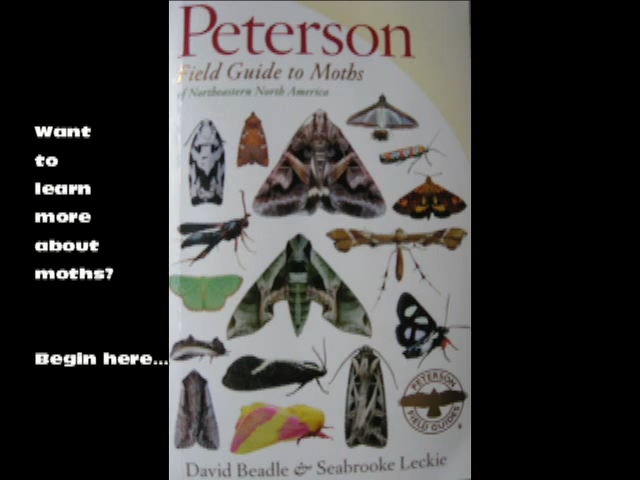 Want
to
learn
more
about
moths?
Begin here...
Peterson
Field Guide to Moths
of Northeastern North America
PETERSON
FIELD GUIDES
David Beadle & Seabrooke Leckie